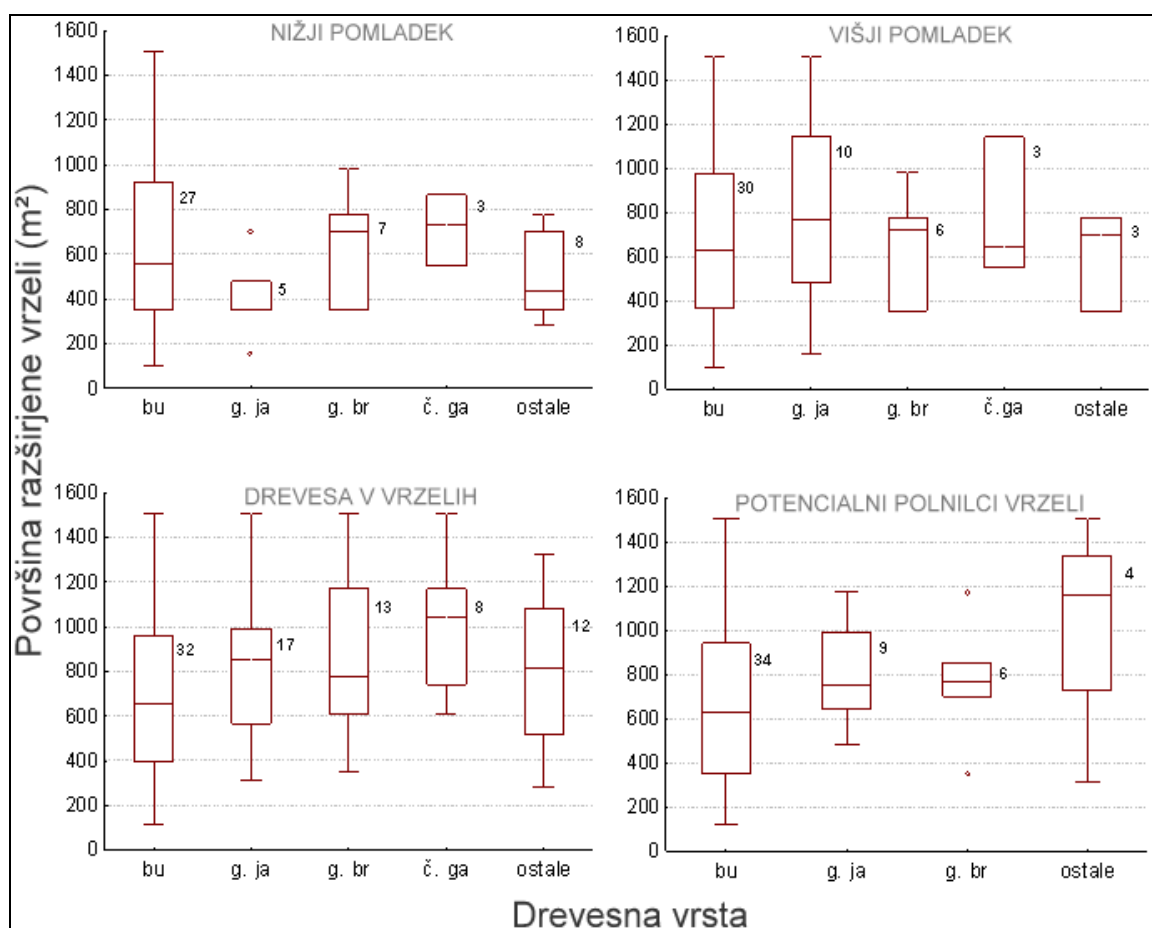 Površina razširjene vrzeli (m²)
NIŽJI POMLADEK
1600
1400
1200
1000
800
600
400
200
0
27
5
7
3
8
bu
g. ja
g. br
č. ga
ostale
VIŠJI POMLADEK
1600
1400
1200
1000
800
600
400
200
0
30
10
6
3
3
bu
g. ja
g. br
č.ga
ostale
DREVESA V VRZELIH
1600
1400
1200
1000
800
600
400
200
0
32
17
13
8
12
bu
g. ja
g. br
č. ga
ostale
POTENCIALNI POLNILCI VRZELI
1600
1400
1200
1000
800
600
400
200
0
34
9
6
4
bu
g. ja
g. br
ostale
Drevesna vrsta